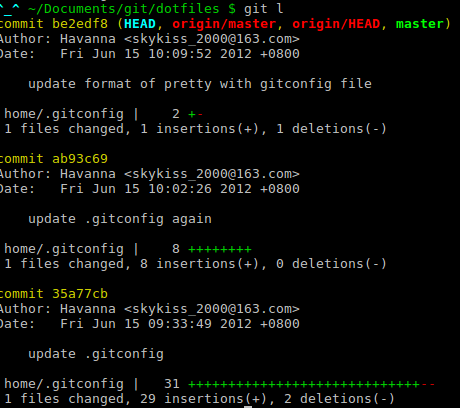 ^_^ ~/Documents/git/dotfiles $ git l
commit be2edf8 (HEAD, origin/master, origin/HEAD, master)
Author: Havanna <skykiss_2000@163.com>
Date:   Fri Jun 15 10:09:52 2012 +0800
    update format of pretty with gitconfig file
 home/.gitconfig |    2 +-
 1 files changed, 1 insertions(+), 1 deletions(-)
commit ab93c69
Author: Havanna <skykiss_2000@163.com>
Date:   Fri Jun 15 10:02:26 2012 +0800
    update .gitconfig again
 home/.gitconfig |    8 ++++++++
 1 files changed, 8 insertions(+), 0 deletions(-)
commit 35a77cb
Author: Havanna <skykiss_2000@163.com>
Date:   Fri Jun 15 09:33:49 2012 +0800
    update .gitconfig
 home/.gitconfig |   31 +++++++++++++++++++++++++++++--
 1 files changed, 29 insertions(+), 2 deletions(-)